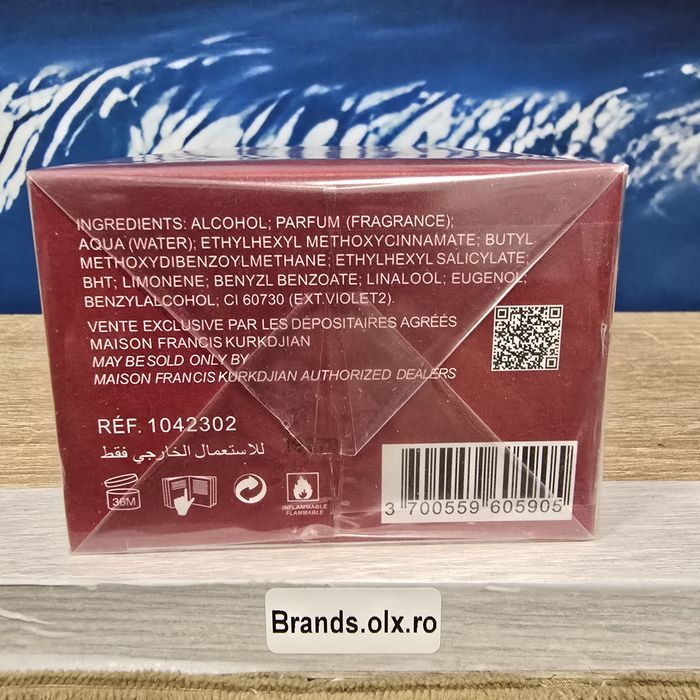 INGREDIENTS: ALCOHOL; PARFUM (FRAGRANCE);
AQUA (WATER); ETHYLHEXYL METHOXYCINNAMATE; BUTYL
METHOXYDIBENZOYLMETHANE; ETHYLHEXYL SALICYLATE;
BHT; LIMONENE; BENYZL BENZOATE; LINALOOL; EUGENOL;
BENZYLALCOHOL; CI 60730 (EXT.VIOLET2).
VENTE EXCLUSIVE PAR LES DÉPOSITAIRES AGRÉÉS
MAISON FRANCIS KURKDJIAN
MAY BE SOLD ONLY BY
MAISON FRANCIS KURKDJIAN AUTHORIZED DEALERS
RÉF. 1042302
للاستعمال الخارجي فقط
36M
INFLAMMABLE
FLAMMABLE
3 700559 605905
Brands.olx.ro